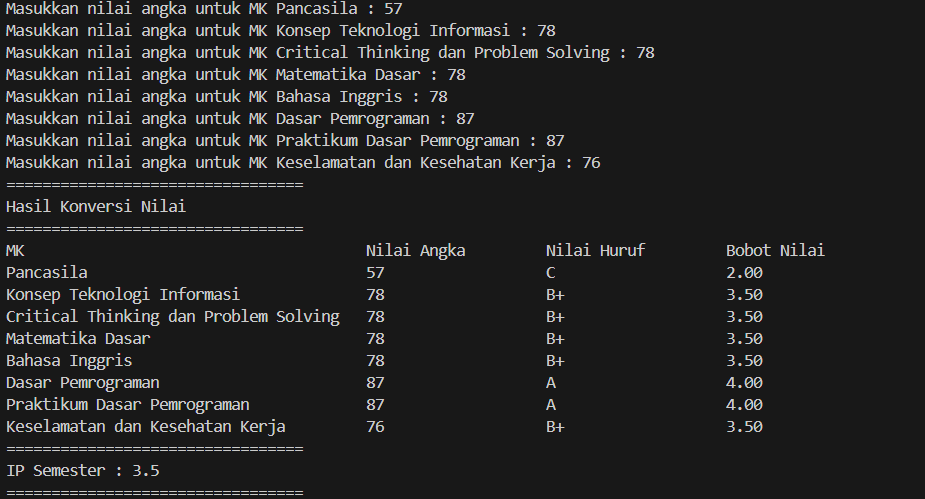 Masukkan nilai angka untuk MK Pancasila : 57
Masukkan nilai angka untuk MK Konsep Teknologi Informasi : 78
Masukkan nilai angka untuk MK Critical Thinking dan Problem Solving : 78
Masukkan nilai angka untuk MK Matematika Dasar : 78
Masukkan nilai angka untuk MK Bahasa Inggris : 78
Masukkan nilai angka untuk MK Dasar Pemrograman : 87
Masukkan nilai angka untuk MK Praktikum Dasar Pemrograman : 87
Masukkan nilai angka untuk MK Keselamatan dan Kesehatan Kerja : 76
=================================
Hasil Konversi Nilai
=================================
MK                                      Nilai Angka         Nilai Huruf         Bobot Nilai
Pancasila                               57                  C                   2.00
Konsep Teknologi Informasi              78                  B+                  3.50
Critical Thinking dan Problem Solving   78                  B+                  3.50
Matematika Dasar                        78                  B+                  3.50
Bahasa Inggris                          78                  B+                  3.50
Dasar Pemrograman                       87                  A                   4.00
Praktikum Dasar Pemrograman             87                  A                   4.00
Keselamatan dan Kesehatan Kerja         76                  B+                  3.50
=================================
IP Semester : 3.5
=================================